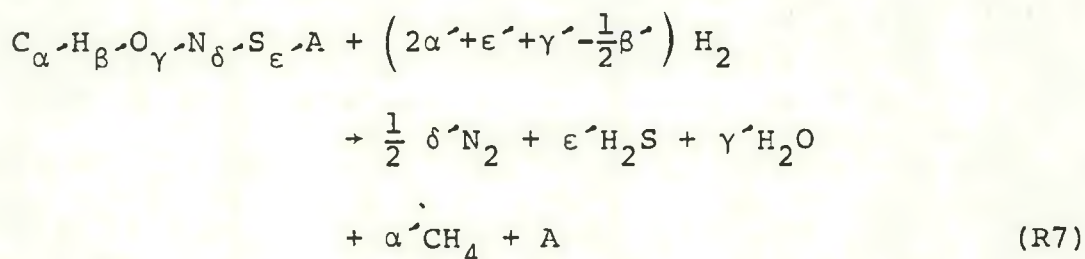 C_α′H_β′O_γ′N_δ′S_ε′A + (2α′+ε′+γ′-1/2β′) H_2
→ 1/2 δ′N_2 + ε′H_2S + γ′H_2O
+ α′CH_4 + A (R7)